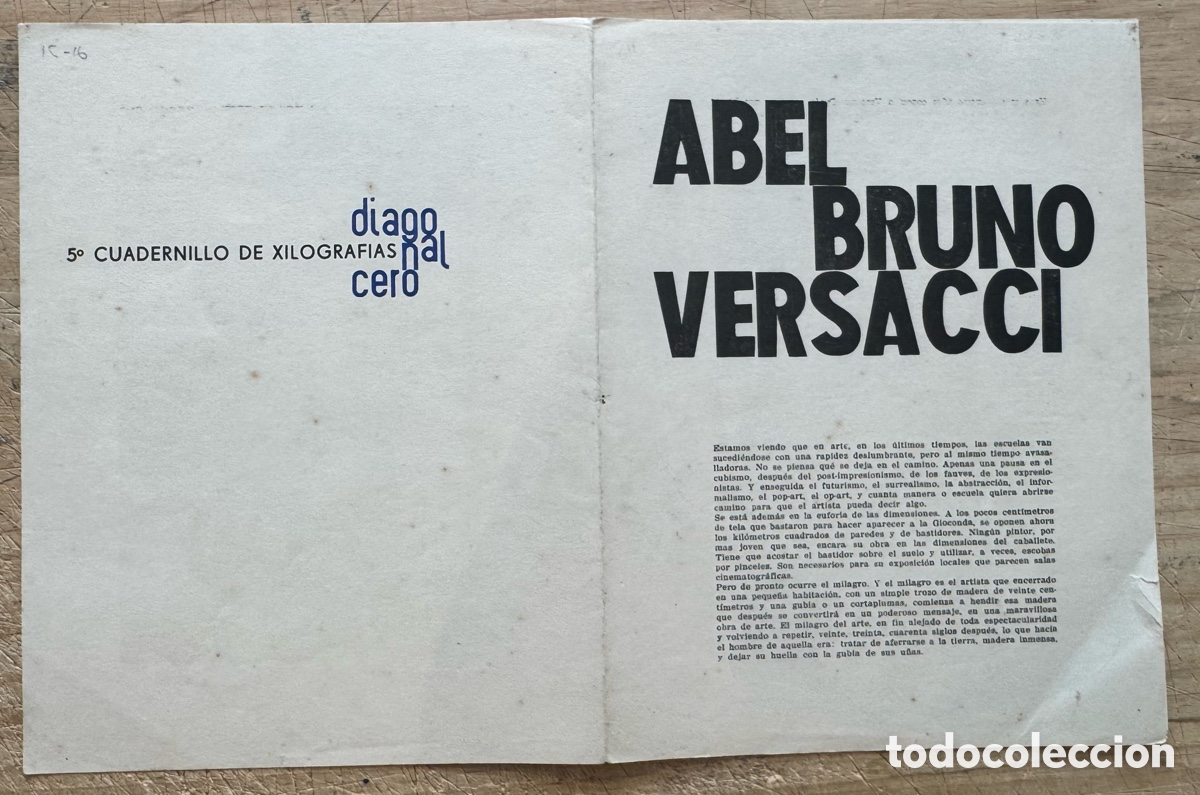 1C-16
5º CUADERNILLO DE XILOGRAFIAS
diago
nal
cero
ABEL
BRUNO
VERSACCI
Estamos viendo que en arte, en los últimos tiempos, las escuelas van
sucediéndose con una rapidez deslumbrante, pero al mismo tiempo avasa-
lladoras. No se piensa qué se deja en el camino. Apenas una pausa en el
cubismo, después del post-impresionismo, de los fauves, de los expresio-
nistas. Y enseguida el futurismo, el surrealismo, la abstracción, el infor-
malismo, el pop-art, el op-art, y cuanta manera o escuela quiera abrirse
camino para que el artista pueda decir algo.
Se está además en la euforia de las dimensiones. A los pocos centímetros
de tela que bastaron para hacer aparecer a la Gioconda, se oponen ahora
los kilómetros cuadrados de paredes y de bastidores. Ningún pintor, por
mas joven que sea, encara su obra en las dimensiones del caballete.
Tiene que acostar el bastidor sobre el suelo y utilizar, a veces, escobas
por pinceles. Son necesarios para su exposición locales que parecen salas
cinematográficas.
Pero de pronto ocurre el milagro. Y el milagro es el artista que encerrado
en una pequeña habitación, con un simple trozo de madera de veinte cen-
tímetros y una gubia o un cortaplumas, comienza a hendir esa madera
que después se convertirá en un poderoso mensaje, en una maravillosa
obra de arte. El milagro del arte, en fin alejado de toda espectacularidad
y volviendo a repetir, veinte, treinta, cuarenta siglos después, lo que hacía
el hombre de aquella era: tratar de aferrarse a la tierra, madera inmensa,
y dejar su huella con la gubia de sus uñas.
todocoleccion